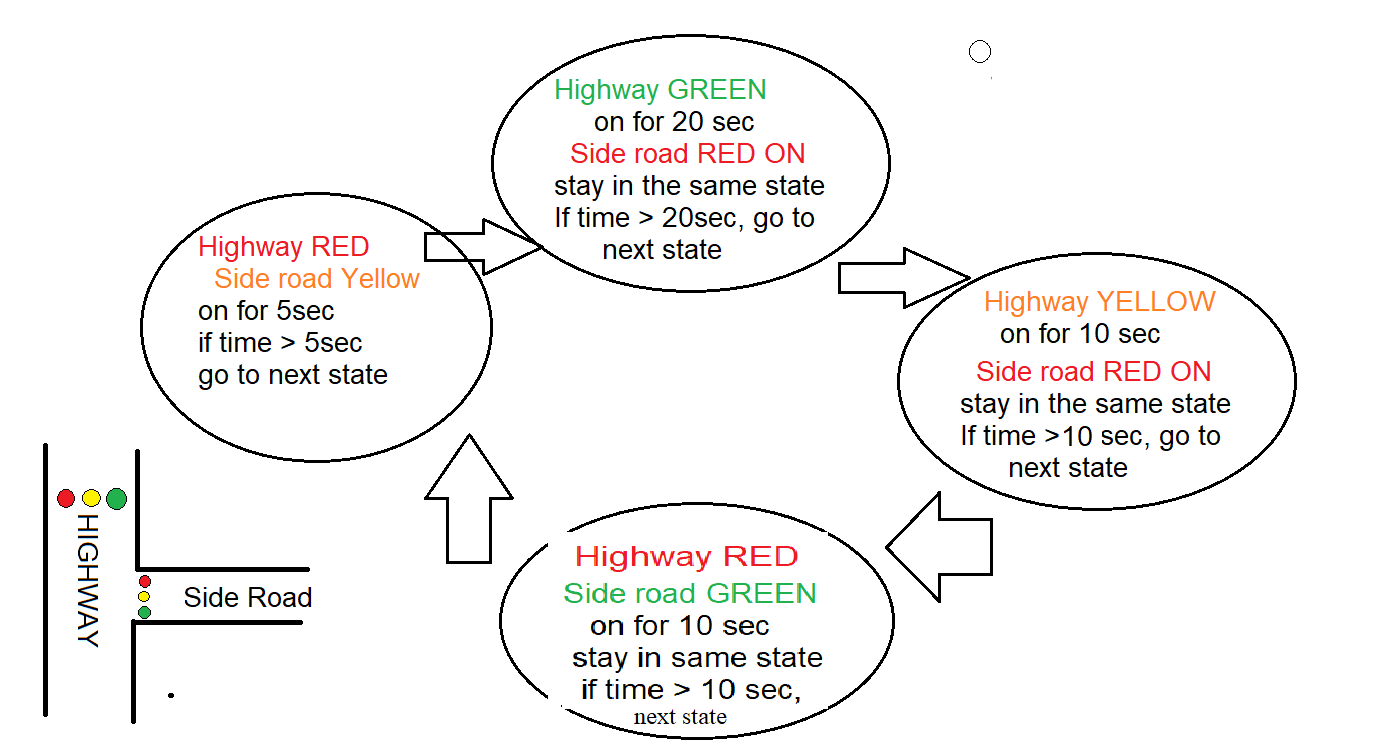 Highway GREEN
on for 20 sec
Side road RED ON
stay in the same state
If time > 20sec, go to
next state
Highway RED
Side road Yellow
on for 5sec
if time > 5sec
go to next state
Highway YELLOW
on for 10 sec
Side road RED ON
stay in the same state
If time >10 sec, go to
next state
Highway RED
Side road GREEN
on for 10 sec
stay in same state
if time > 10 sec,
next state
HIGHWAY
Side Road